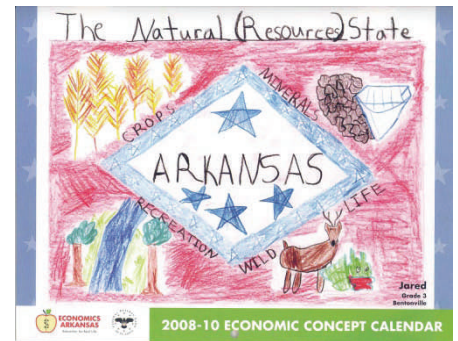 The Natural (Resources) State
CROPS
MINERALS
ARKANSAS
RECREATION
WILD LIFE
Jared
Grade 3
Bentonville
ECONOMICS
ARKANSAS
2008-10 ECONOMIC CONCEPT CALENDAR